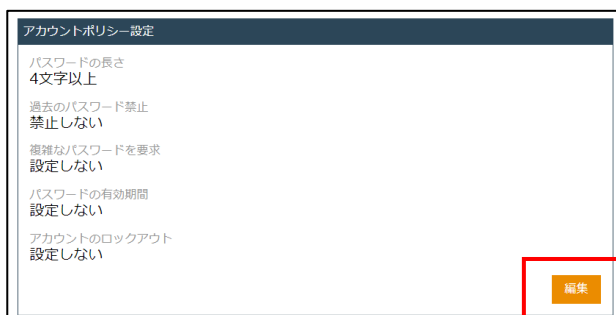 アカウントポリシー設定
パスワードの長さ
4文字以上
過去のパスワード禁止
禁止しない
複雑なパスワードを要求
設定しない
パスワードの有効期間
設定しない
アカウントのロックアウト
設定しない
編集